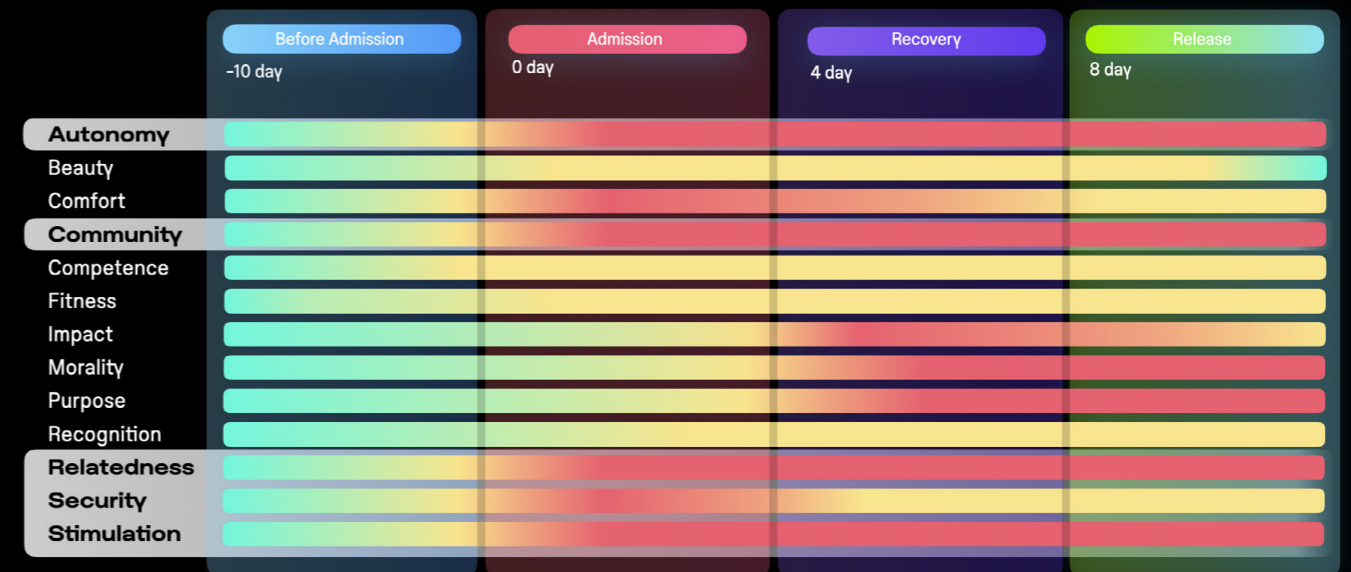 Before Admission
Admission
Recovery
Release
-10 day
0 day
4 day
8 day
Autonomy
Beauty
Comfort
Community
Competence
Fitness
Impact
Morality
Purpose
Recognition
Relatedness
Security
Stimulation